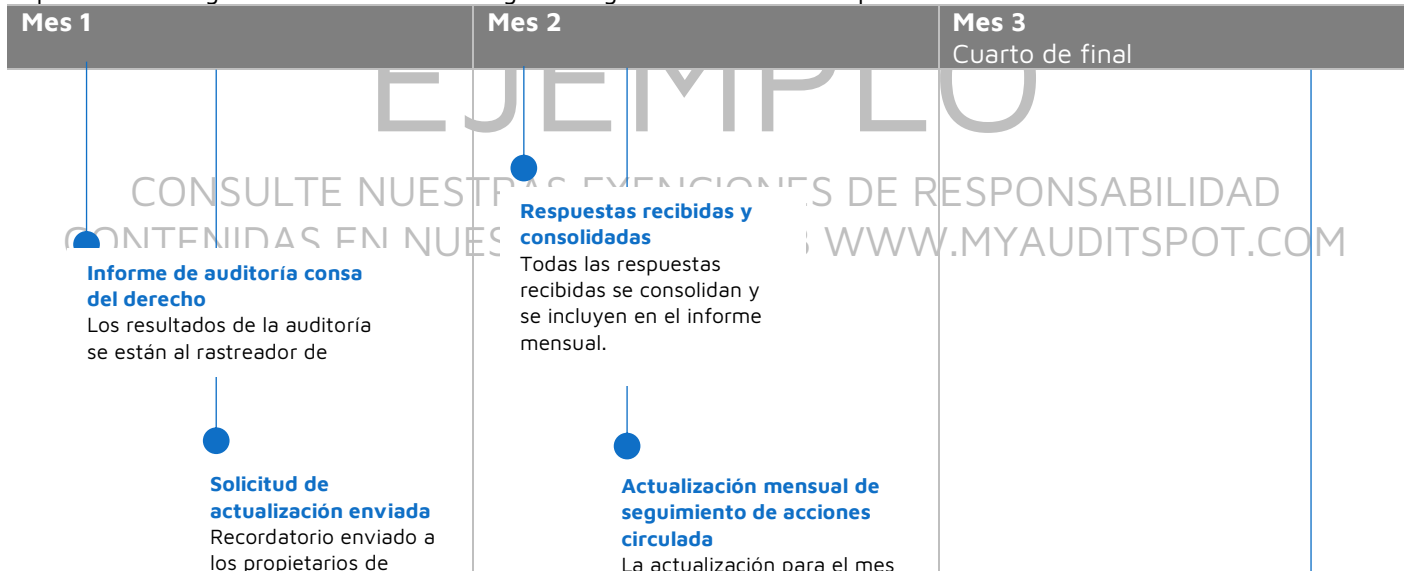 Mes 1
Mes 2
Mes 3
Cuarto de final
EJEMPLO
CONSULTE NUESTRAS EXENCIONES DE RESPONSABILIDAD
CONTENIDAS EN WWW.MYAUDITSPOT.COM
Informe de auditoría consa
del derecho
Los resultados de la auditoría
se están al rastreador de
Solicitud de
actualización enviada
Recordatorio enviado a
los propietarios de
Respuestas recibidas y
consolidadas
Todas las respuestas
recibidas se consolidan y
se incluyen en el informe
mensual.
Actualización mensual de
seguimiento de acciones
circulada
La actualización para el mes